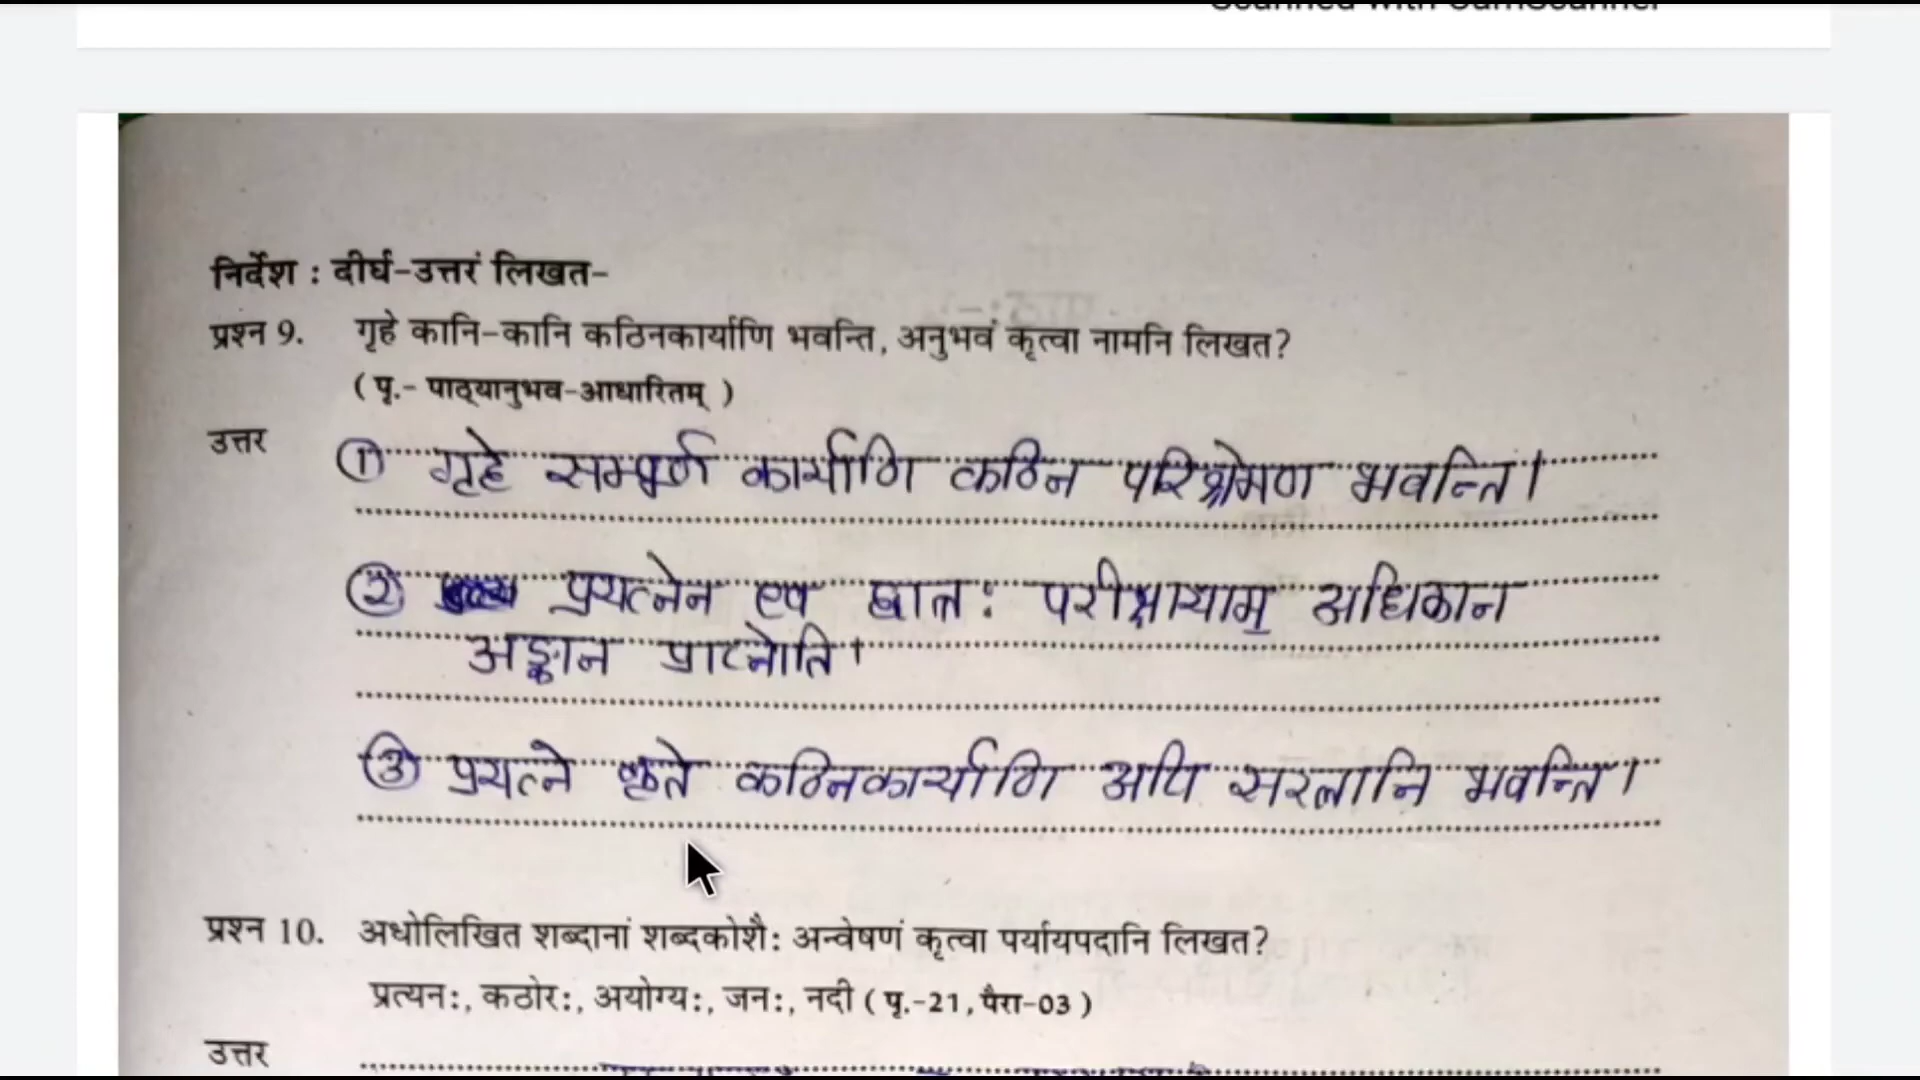 Scanned with CamScanner
निर्देश : दीर्घ-उत्तरं लिखत-
प्रश्न 9. गृहे कानि-कानि कठिनकार्याणि भवन्ति, अनुभवं कृत्वा नामनि लिखत?
( पृ.- पाठ्यानुभव-आधारितम् )
उत्तर
① गृहे सम्पूर्ण कार्याणि कठिन परिश्रमेण भवन्ति।
② प्रयत्नेन एव छात्रः परीक्षायाम् अधिकान
अङ्कान प्राप्नोति।
③ प्रयत्ने कृते कठिनकार्याणि अपि सरलानि भवन्ति।
प्रश्न 10. अधोलिखित शब्दानां शब्दकोशैः अन्वेषणं कृत्वा पर्यायपदानि लिखत?
प्रत्यनः, कठोरः, अयोग्यः, जनः, नदी ( पृ.-21, पैरा-03 )
उत्तर